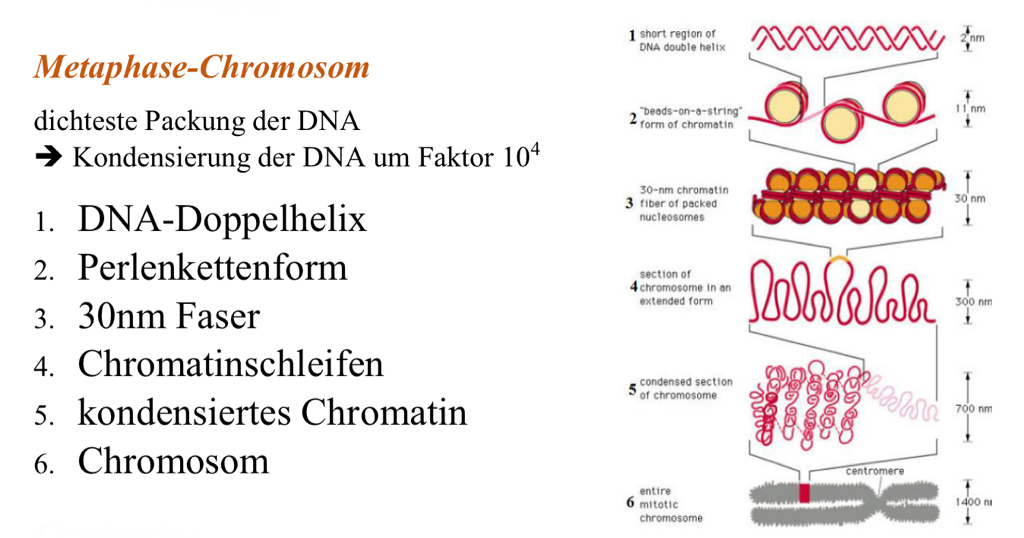 Metaphase-Chromosom
dichteste Packung der DNA
➔ Kondensierung der DNA um Faktor 10⁴
1. DNA-Doppelhelix
2. Perlenkettenform
3. 30nm Faser
4. Chromatinschleifen
5. kondensiertes Chromatin
6. Chromosom
1 short region of
DNA double helix
2 nm
"beads-on-a-string"
2 form of chromatin
11 nm
30-nm chromatin
3 fiber of packed
nucleosomes
30 nm
section of
4 chromosome in an
extended form
300 nm
5 condensed section
of chromosome
700 nm
centromere
entire
6 mitotic
chromosome
1400 n